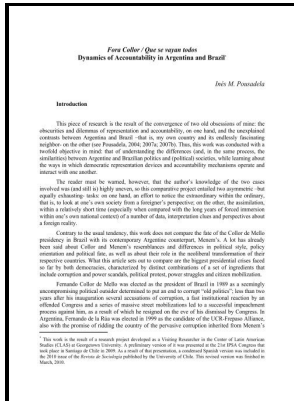 Fora Collor / Que se vayan todos
Dynamics of Accountability in Argentina and Brazil¹
Inés M. Pousadela
Introduction
This piece of research is the result of the convergence of two old obsessions of mine: the
obscurities and dilemmas of representation and accountability, on one hand, and the unexplained
contrasts between Argentina and Brazil –that is, my own country and its endlessly fascinating
neighbor- on the other (see Pousadela, 2004; 2007a; 2007b). Thus, this work was conducted with a
twofold objective in mind: that of understanding the differences (and, in the same process, the
similarities) between Argentine and Brazilian politics and (political) societies, while learning about
the ways in which democratic representation devices and accountability mechanisms operate and
interact with one another.
The reader must be warned, however, that the author's knowledge of the two cases
involved was (and still is) highly uneven, so this comparative project entailed two asymmetric –but
equally exhausting- tasks: on one hand, an effort to notice the extraordinary within the ordinary,
that is, to look at one's own society from a foreigner's perspective; on the other, the assimilation,
within a relatively short time (especially when compared with the long years of forced immersion
within one's own national context) of a number of data, interpretation clues and perspectives about
a foreign reality.
Contrary to the usual tendency, this work does not compare the fate of the Collor de Mello
presidency in Brazil with its contemporary Argentine counterpart, Menem's. A lot has already
been said about Collor and Menem's resemblances and differences in political style, policy
orientation and political fate, as well as about their role in the neoliberal transformation of their
respective countries. What this article sets out to compare are the biggest presidential crises faced
so far by both democracies, characterized by distinct combinations of a set of ingredients that
include corruption and power scandals, political protest, power struggles and citizen mobilization.
Fernando Collor de Mello was elected as the president of Brazil in 1989 as a seemingly
uncompromising political outsider determined to put an end to corrupt "old politics"; less than two
years after his inauguration several accusations of corruption, a fast institutional reaction by an
offended Congress and a series of massive street mobilizations led to a successful impeachment
process against him, as a result of which he resigned on the eve of his dismissal by Congress. In
Argentina, Fernando de la Rúa was elected in 1999 as the candidate of the UCR-Frepaso Alliance,
also with the promise of ridding the country of the pervasive corruption inherited from Menem's
¹ This work is the result of a research project developed as a Visiting Researcher in the Center of Latin American
Studies (CLAS) at Georgetown University. A preliminary version of it was presented at the 21st IPSA Congress that
took place in Santiago de Chile in 2009. As a result of that presentation, a condensed Spanish version was included in
the 2010 issue of the Revista de Sociología published by the University of Chile. This revised version was finished in
March, 2010.